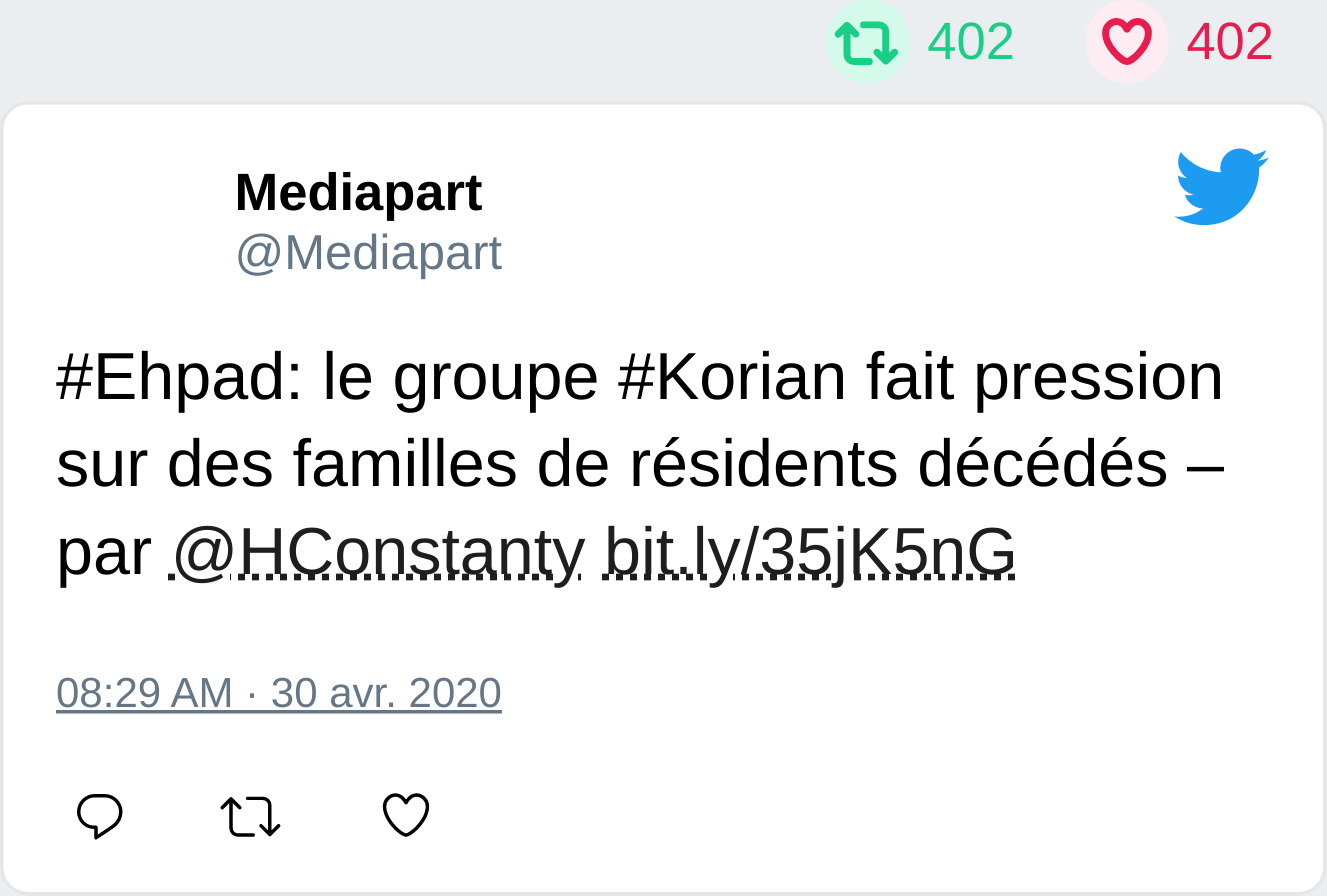 402 402
Mediapart
@Mediapart
#Ehpad: le groupe #Korian fait pression
sur des familles de résidents décédés –
par @HConstanty bit.ly/35jK5nG
08:29 AM · 30 avr. 2020